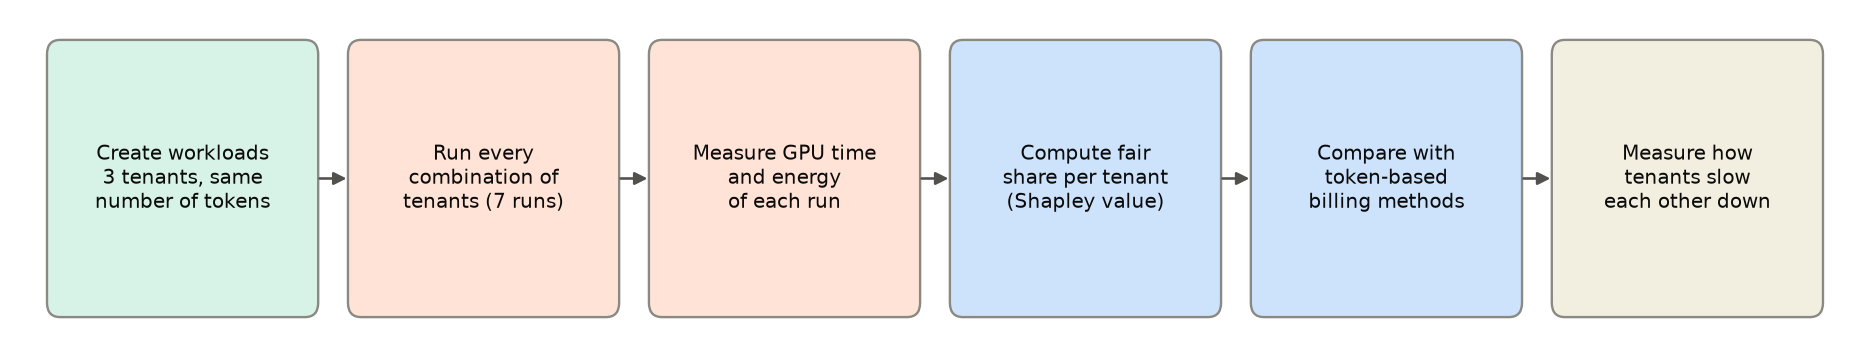 Create workloads
3 tenants, same
number of tokens
Run every
combination of
tenants (7 runs)
Measure GPU time
and energy
of each run
Compute fair
share per tenant
(Shapley value)
Compare with
token-based
billing methods
Measure how
tenants slow
each other down